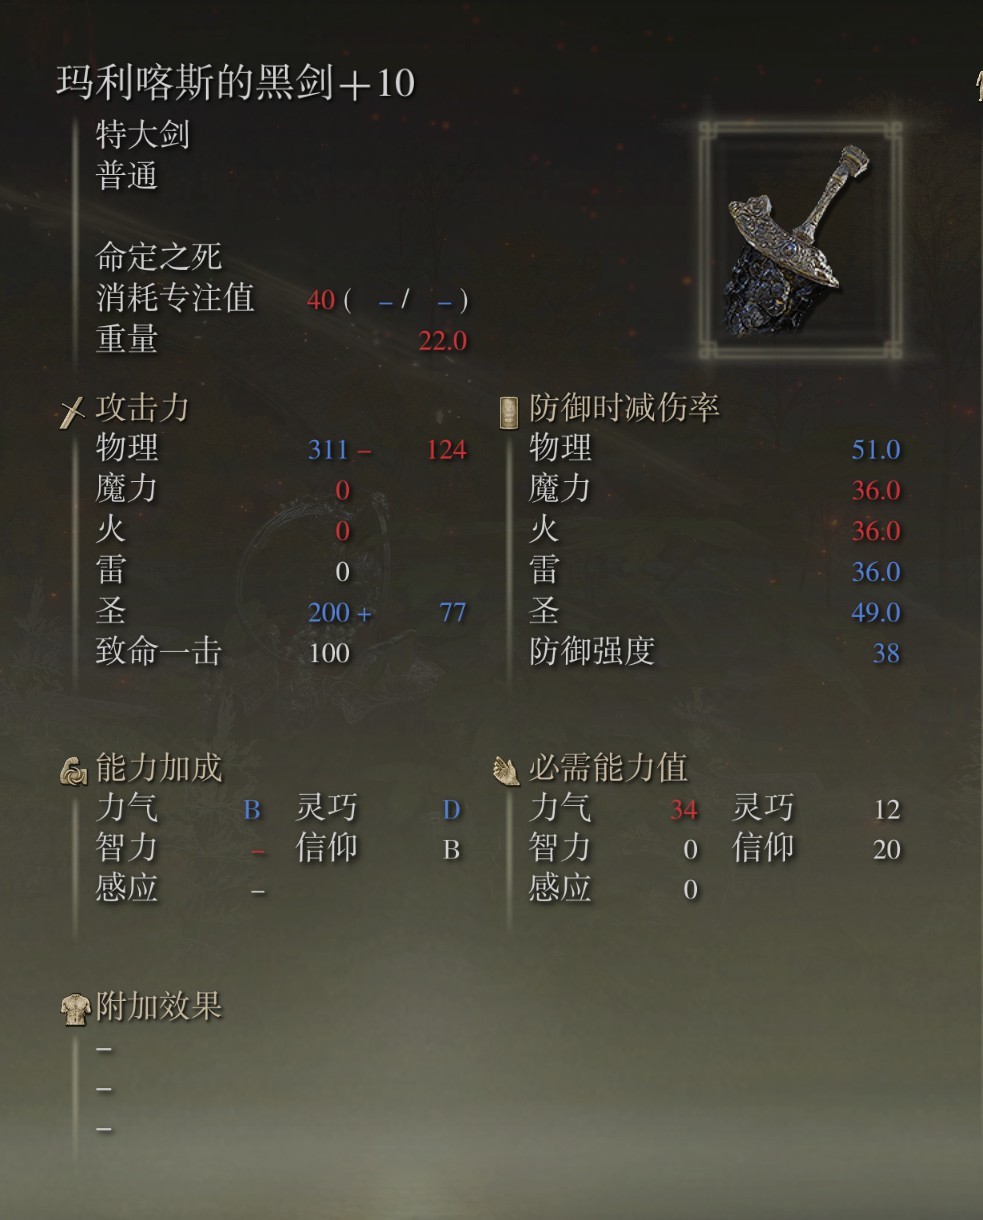 玛利喀斯的黑剑+10
特大剑
普通
命定之死
消耗专注值 40 ( – / – )
重量 22.0
攻击力
物理 311 – 124
魔力 0
火 0
雷 0
圣 200 + 77
致命一击 100
防御时减伤率
物理 51.0
魔力 36.0
火 36.0
雷 36.0
圣 49.0
防御强度 38
能力加成
力气 B 灵巧 D
智力 – 信仰 B
感应 –
必需能力值
力气 34 灵巧 12
智力 0 信仰 20
感应 0
附加效果
–
–
–